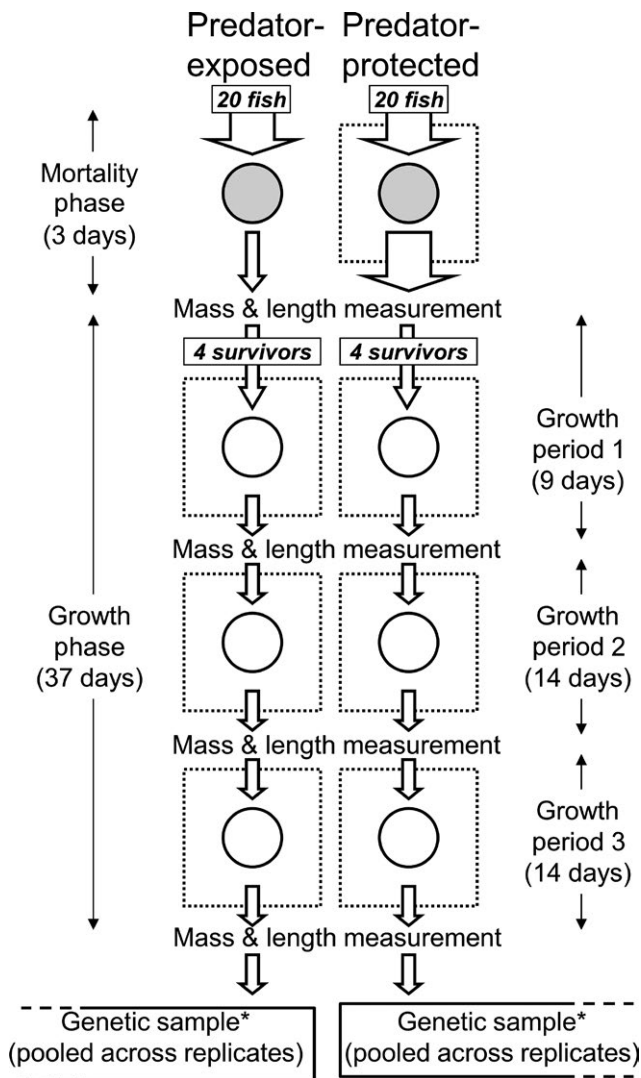 Predator-
exposed
Predator-
protected
20 fish
20 fish
Mortality
phase
(3 days)
Mass & length measurement
4 survivors
4 survivors
Growth
period 1
(9 days)
Mass & length measurement
Growth
phase
(37 days)
Growth
period 2
(14 days)
Mass & length measurement
Growth
period 3
(14 days)
Mass & length measurement
Genetic sample*
(pooled across replicates)
Genetic sample*
(pooled across replicates)